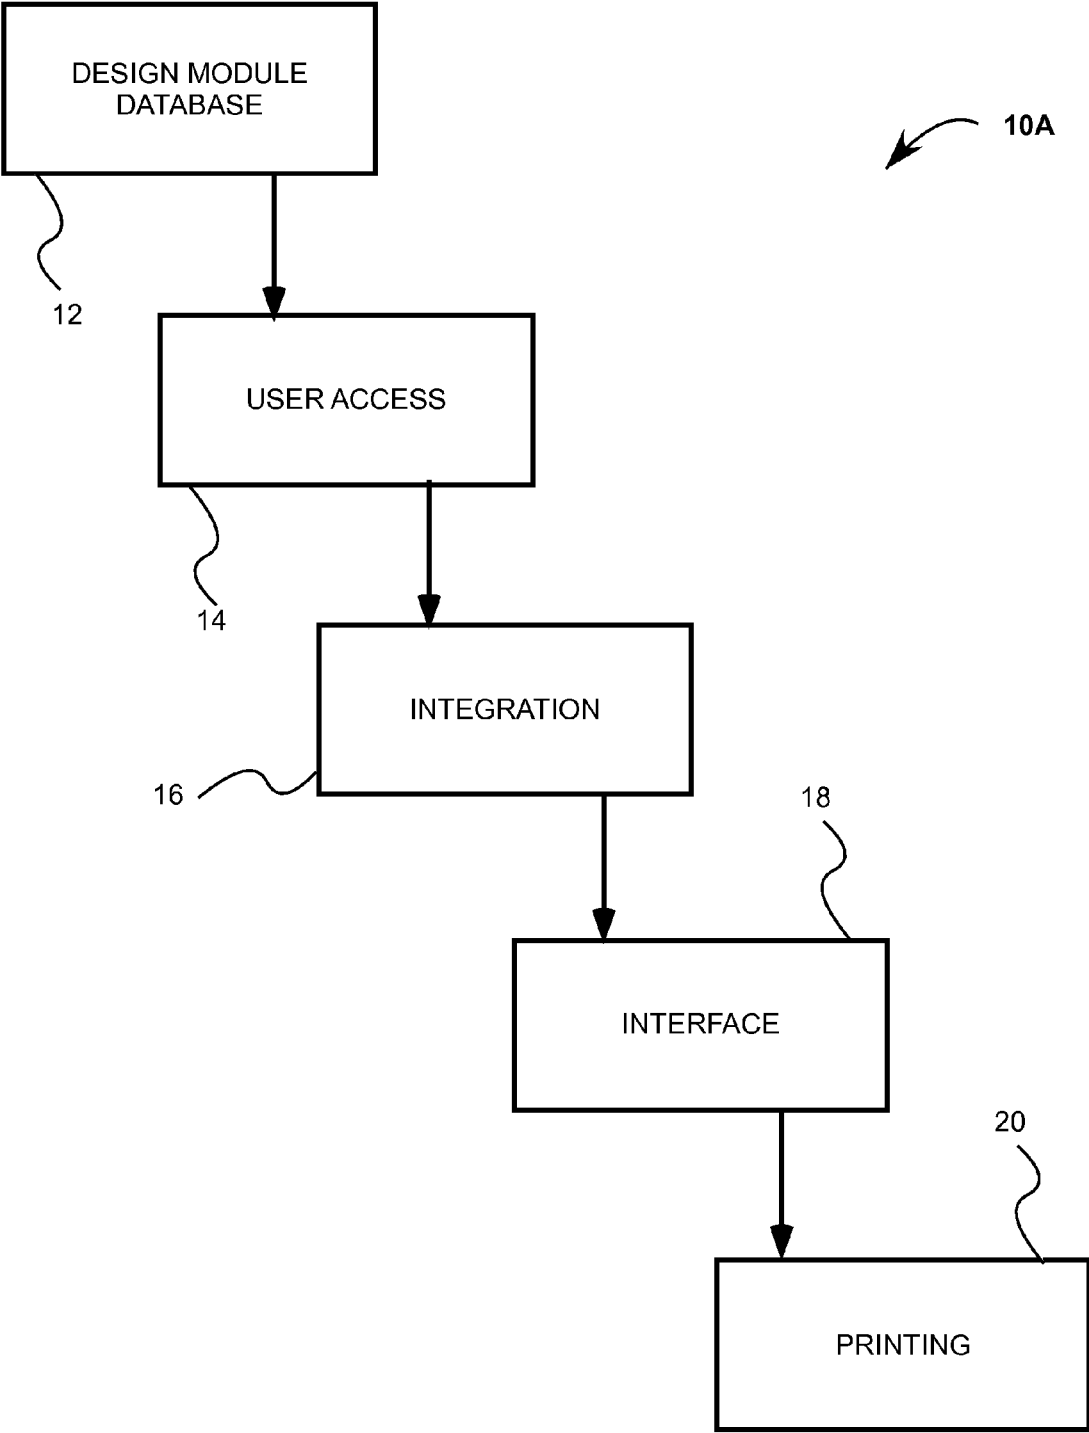 DESIGN MODULE
DATABASE
10A
12
USER ACCESS
14
INTEGRATION
16
18
INTERFACE
20
PRINTING